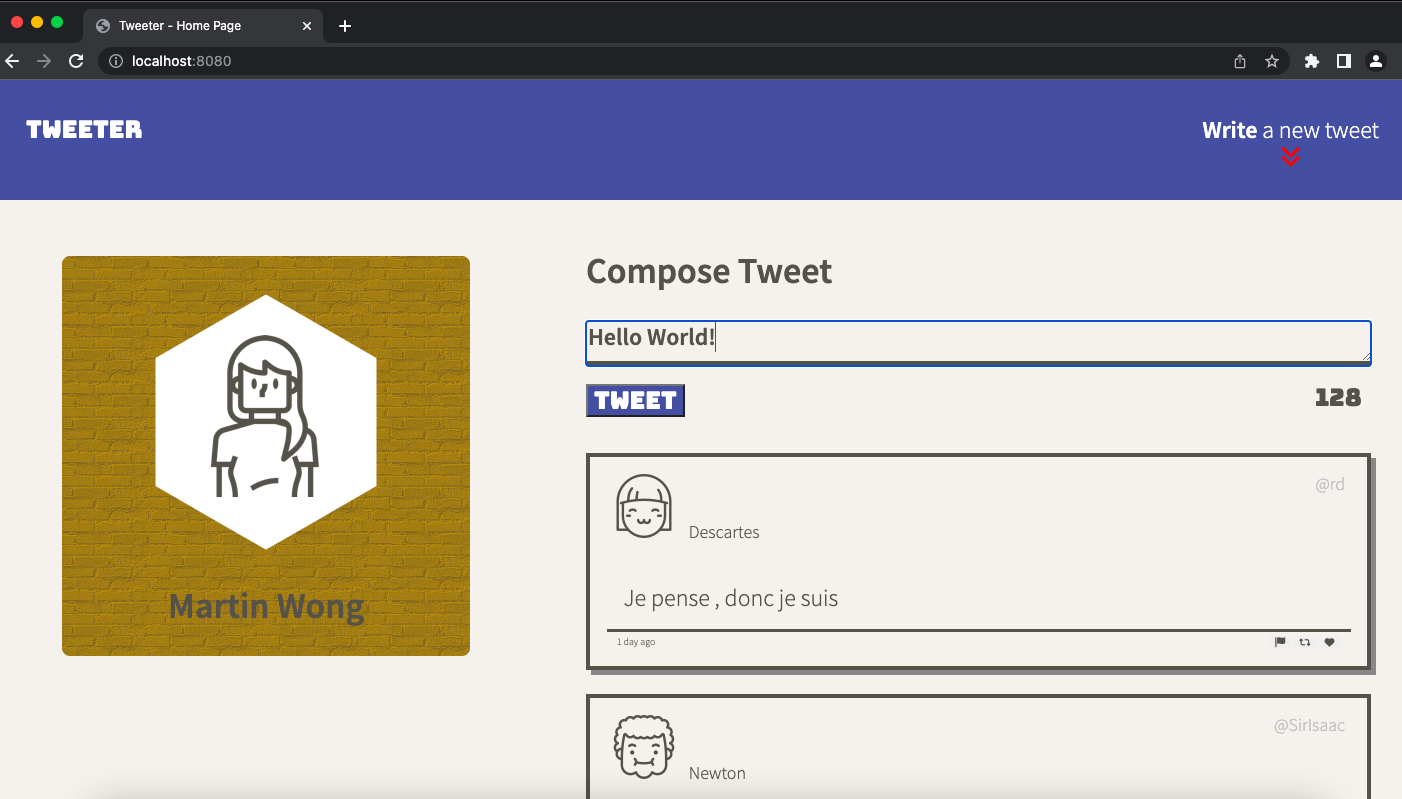 Tweeter - Home Page
localhost:8080
TWEETER
Write a new tweet
Martin Wong
Compose Tweet
Hello World!
TWEET
128
@rd
Descartes
Je pense , donc je suis
1 day ago
@SirIsaac
Newton